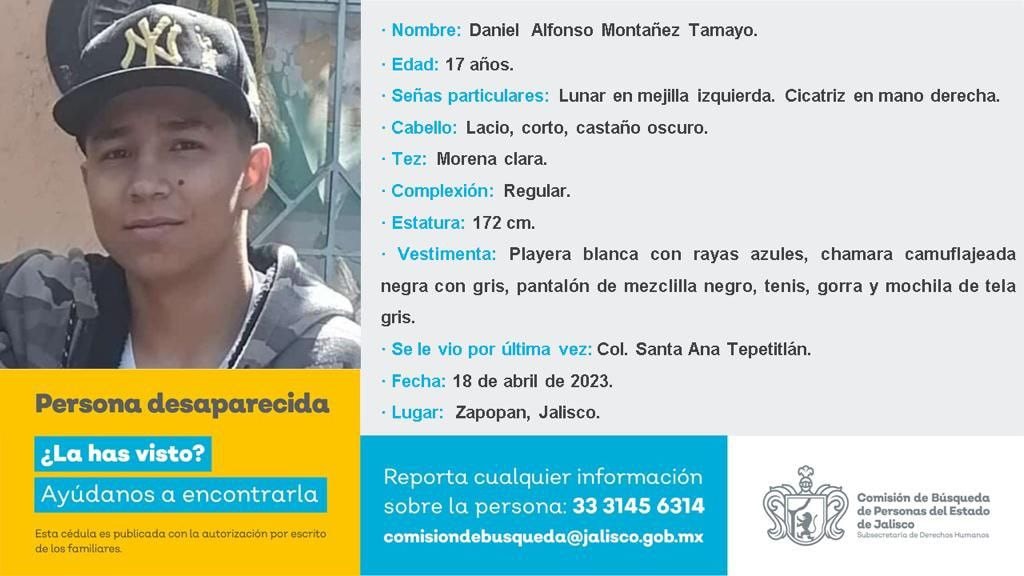 NY
· Nombre: Daniel Alfonso Montañez Tamayo.
· Edad: 17 años.
· Señas particulares: Lunar en mejilla izquierda. Cicatriz en mano derecha.
· Cabello: Lacio, corto, castaño oscuro.
· Tez: Morena clara.
· Complexión: Regular.
· Estatura: 172 cm.
· Vestimenta: Playera blanca con rayas azules, chamara camuflajeada
negra con gris, pantalón de mezclilla negro, tenis, gorra y mochila de tela
gris.
· Se le vio por última vez: Col. Santa Ana Tepetitlán.
· Fecha: 18 de abril de 2023.
· Lugar: Zapopan, Jalisco.
Persona desaparecida
¿La has visto?
Ayúdanos a encontrarla
Esta cédula es publicada con la autorización por escrito
de los familiares.
Reporta cualquier información
sobre la persona: 33 3145 6314
comisiondebusqueda@jalisco.gob.mx
Comisión de Búsqueda
de Personas del Estado
de Jalisco
Subsecretaría de Derechos Humanos